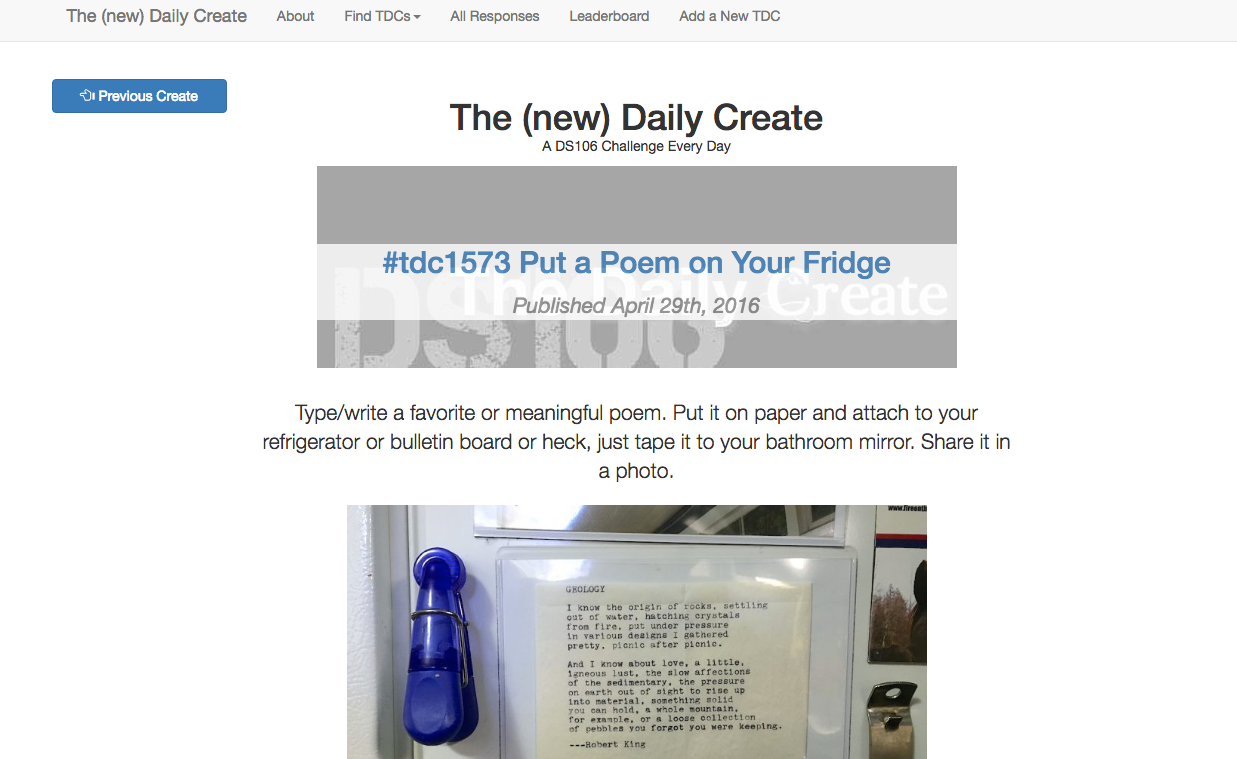 The (new) Daily Create About Find TDCs All Responses Leaderboard Add a New TDC
Previous Create
The (new) Daily Create
A DS106 Challenge Every Day
#tdc1573 Put a Poem on Your Fridge
Published April 29th, 2016
DS106 The Daily Create
Type/write a favorite or meaningful poem. Put it on paper and attach to your
refrigerator or bulletin board or heck, just tape it to your bathroom mirror. Share it in
a photo.
GEOLOGY
I know the origin of rocks, settling
out of water, hatching crystals
from fire, put under pressure
in various designs I gathered
pretty, picnic after picnic.
And I know about love, a little,
igneous lust, the slow affections
of the sedimentary, the pressure
on earth out of sight to rise up
into material, something solid
you can hold, a whole mountain,
for example, or a loose collection
of pebbles you forgot you were keeping.
---Robert King